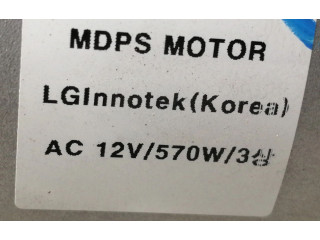 MDPS MOTOR
LGInnotek(Korea)
AC 12V/570W/3상